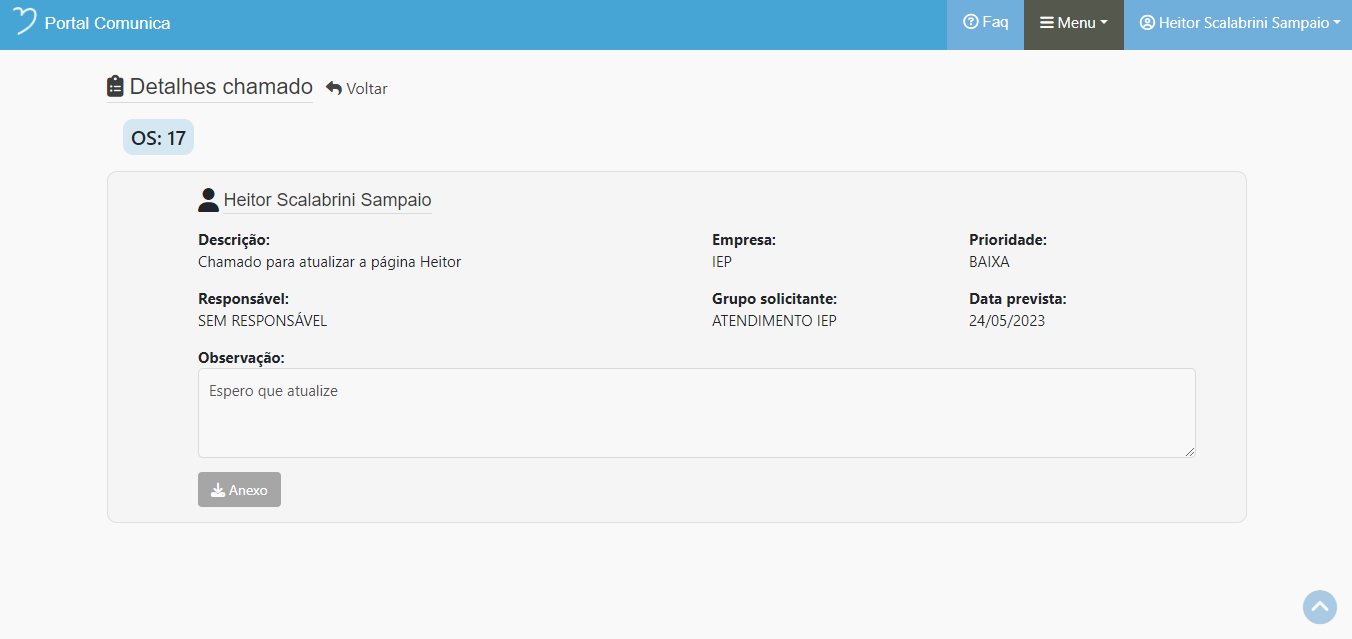 Portal Comunica
Faq
Menu
Heitor Scalabrini Sampaio
Detalhes chamado
Voltar
OS: 17
Heitor Scalabrini Sampaio
Descrição:
Chamado para atualizar a página Heitor
Empresa:
IEP
Prioridade:
BAIXA
Responsável:
SEM RESPONSÁVEL
Grupo solicitante:
ATENDIMENTO IEP
Data prevista:
24/05/2023
Observação:
Espero que atualize
Anexo